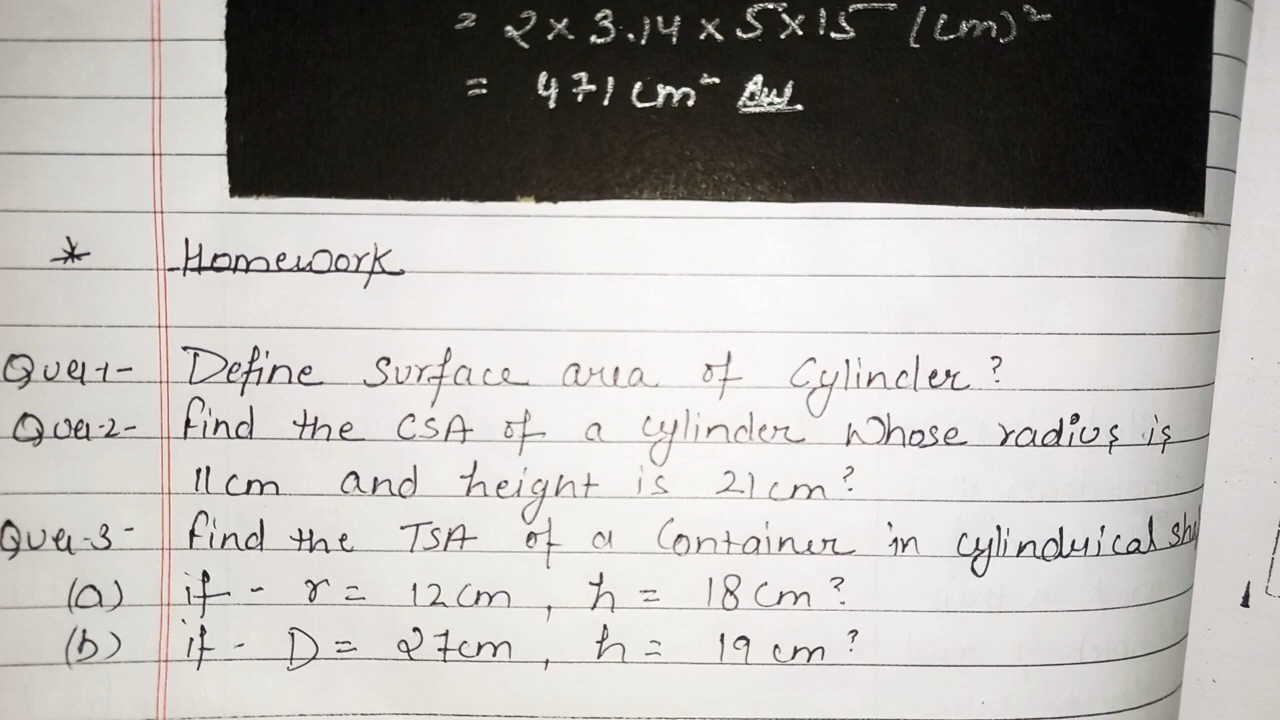 = 2 × 3.14 × 5 × 15 (cm)²
= 471 cm² Ans.
* Homework
Que-1- Define surface area of Cylinder?
Que-2- find the CSA of a cylinder whose radius is
11 cm and height is 21 cm?
Que-3- find the TSA of a Container in cylindrical
(a) if - r = 12 cm, h = 18 cm?
(b) if - D = 27 cm, h = 19 cm?